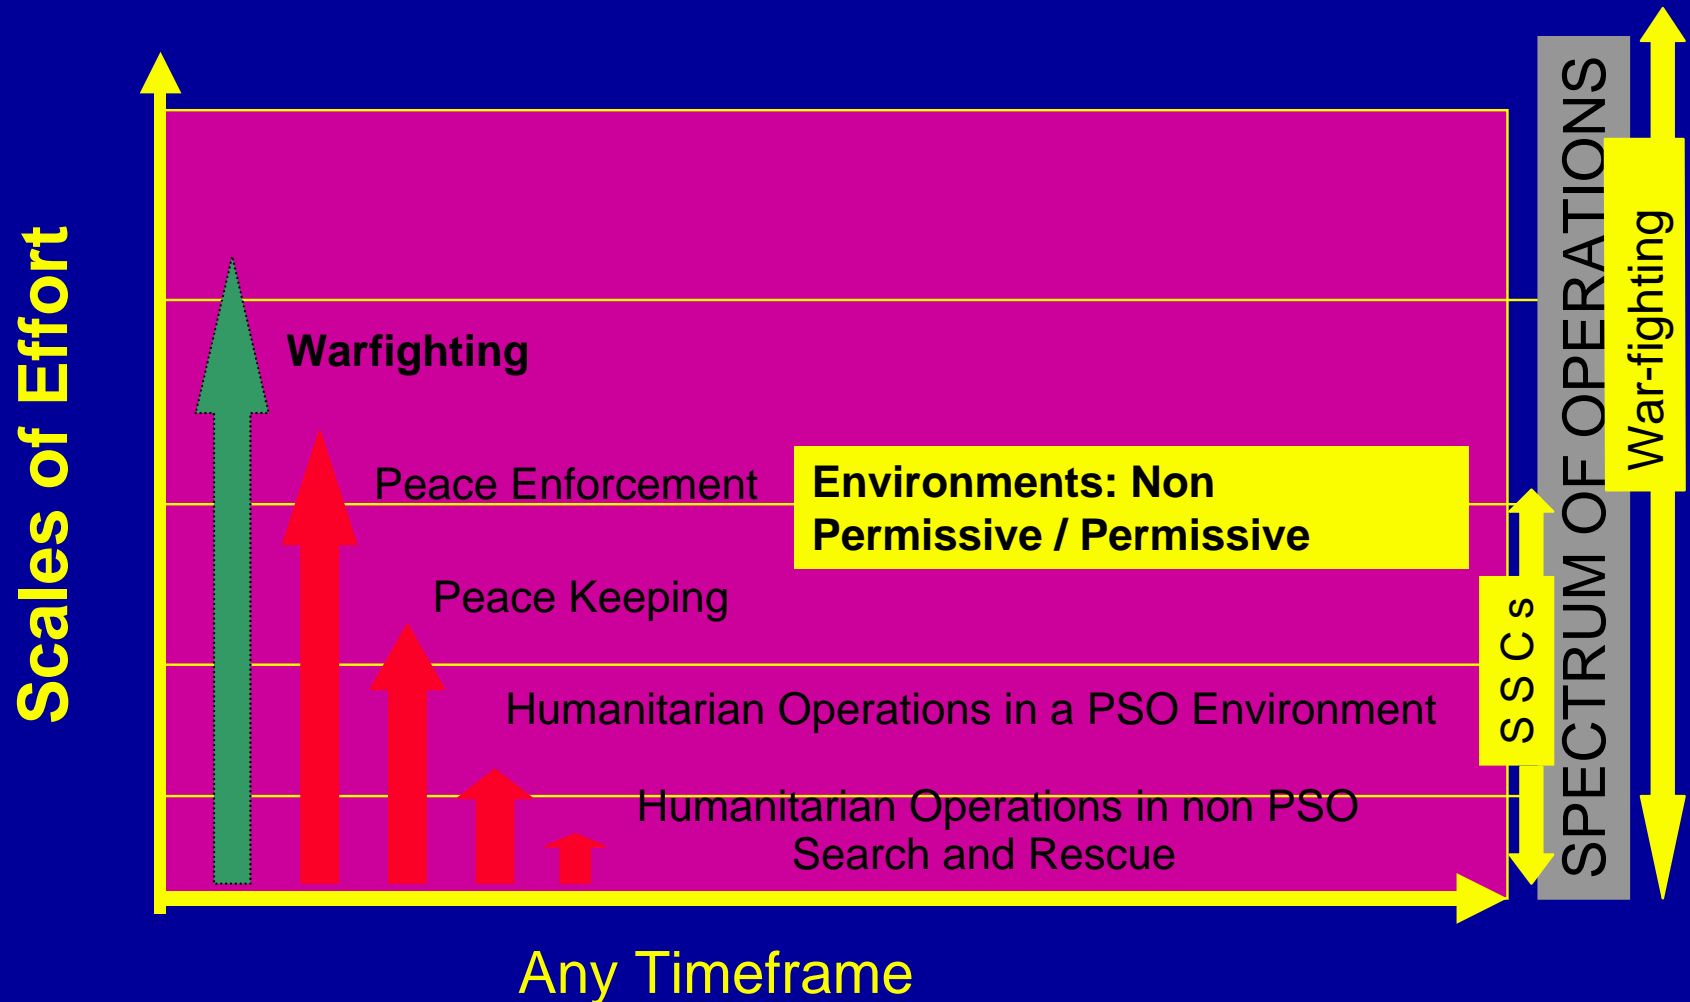 Scales of Effort
Warfighting
Peace Enforcement
Environments: Non
Permissive / Permissive
Peace Keeping
Humanitarian Operations in a PSO Environment
Humanitarian Operations in non PSO
Search and Rescue
S S C s
SPECTRUM OF OPERATIONS
War-fighting
Any Timeframe